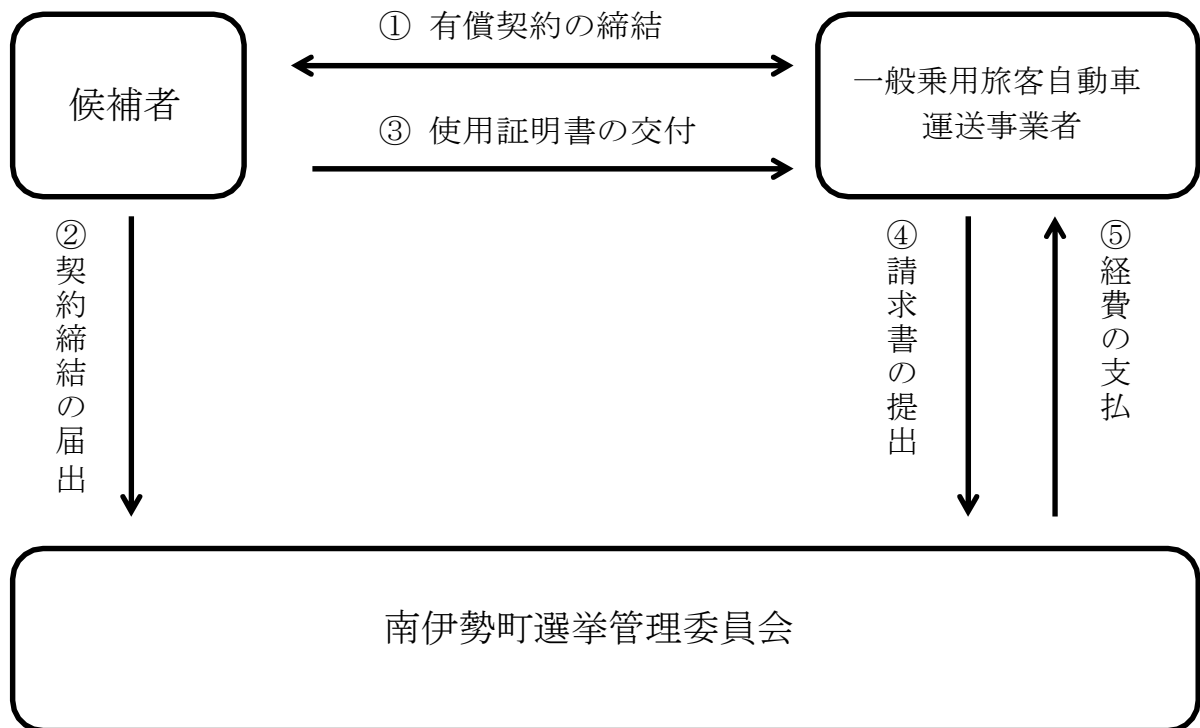 ① 有償契約の締結
候補者
一般乗用旅客自動車
運送事業者
③ 使用証明書の交付
②契約締結の届出
④請求書の提出
⑤経費の支払
南伊勢町選挙管理委員会